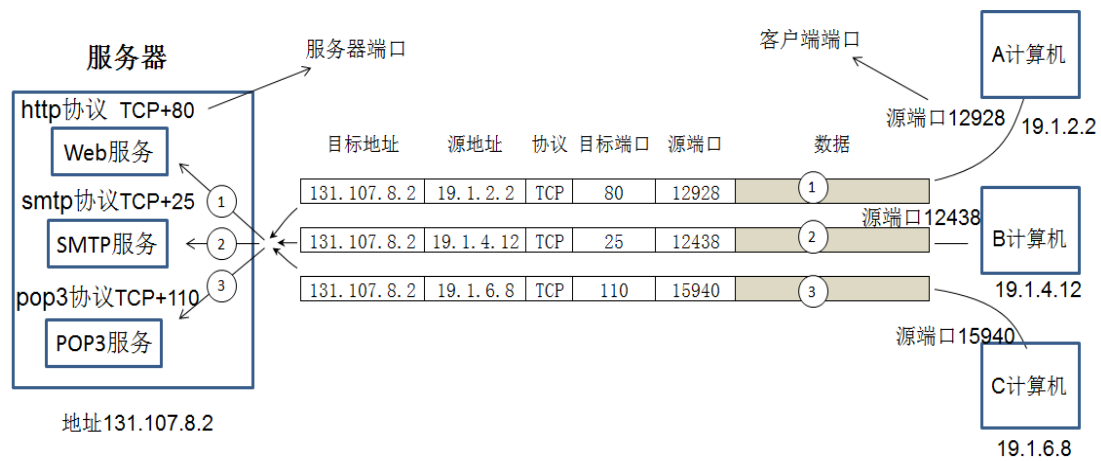 服务器
服务器端口
客户端端口
A计算机
http协议 TCP+80
源端口12928
19.1.2.2
Web服务
目标地址 源地址 协议 目标端口 源端口 数据
131.107.8.2 19.1.2.2 TCP 80 12928 1
smtp协议TCP+25
1
源端口12438
SMTP服务
2
131.107.8.2 19.1.4.12 TCP 25 12438 2
B计算机
19.1.4.12
pop3协议TCP+110
3
131.107.8.2 19.1.6.8 TCP 110 15940 3
POP3服务
源端口15940
C计算机
地址131.107.8.2
19.1.6.8